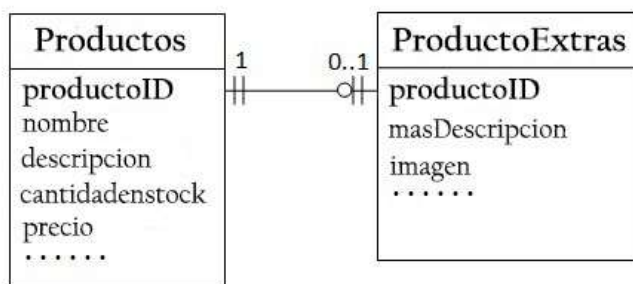 Productos
productoID
nombre
descripcion
cantidadenstock
precio
......
1
0..1
ProductoExtras
productoID
masDescripcion
imagen
......